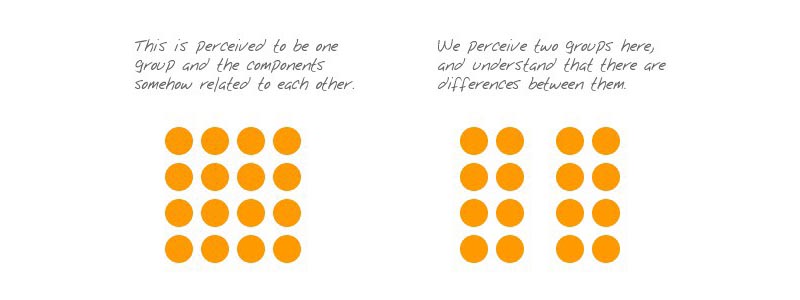 This is perceived to be one
group and the components
somehow related to each other.
We perceive two groups here,
and understand that there are
differences between them.